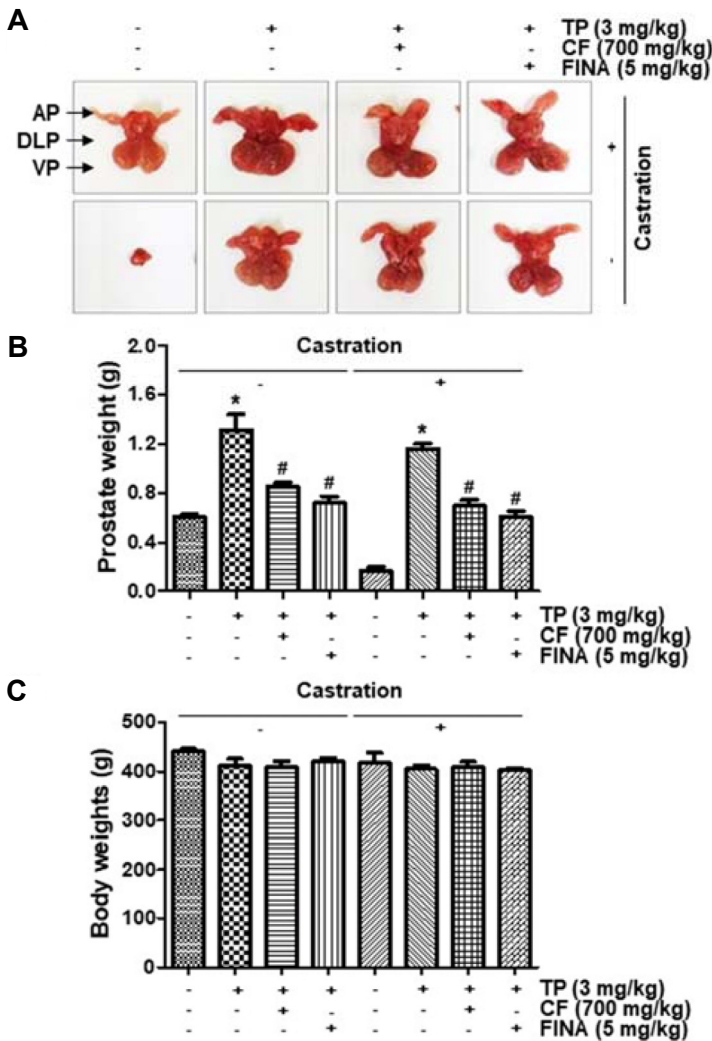 A
- + + + TP (3 mg/kg)
- - + - CF (700 mg/kg)
- - - + FINA (5 mg/kg)
AP
DLP
VP
+
-
Castration
B
Castration
- +
Prostate weight (g)
2.0
1.6
1.2
0.8
0.4
0.0
* # # * # #
- + + + - + + + TP (3 mg/kg)
- - + - - - + - CF (700 mg/kg)
- - - + - - - + FINA (5 mg/kg)
C
Castration
- +
Body weights (g)
500
400
300
200
100
0
- + + + - + + + TP (3 mg/kg)
- - + - - - + - CF (700 mg/kg)
- - - + - - - + FINA (5 mg/kg)